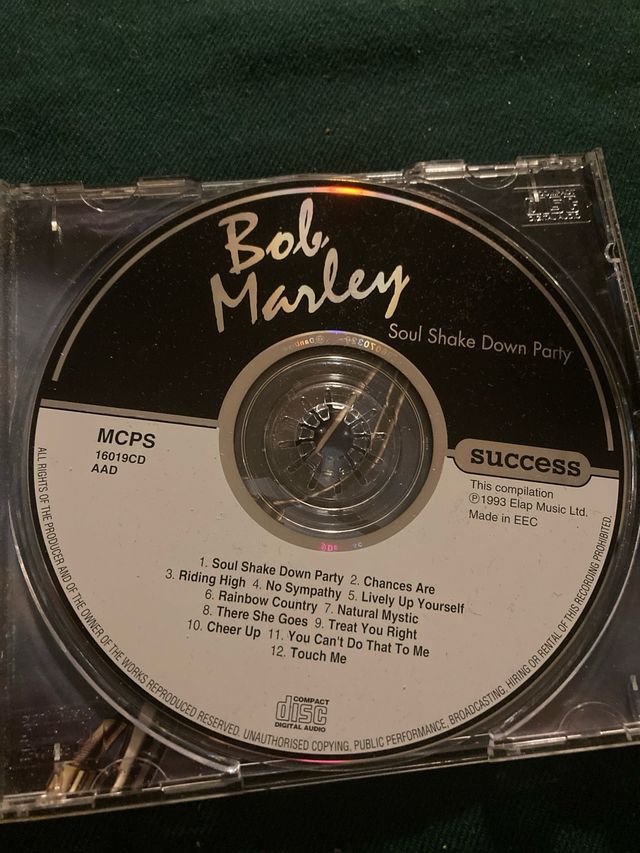 Bob
Marley
Soul Shake Down Party
MCPS
16019CD
AAD
success
This compilation
℗1993 Elap Music Ltd.
Made in EEC
1. Soul Shake Down Party 2. Chances Are
3. Riding High 4. No Sympathy 5. Lively Up Yourself
6. Rainbow Country 7. Natural Mystic
8. There She Goes 9. Treat You Right
10. Cheer Up 11. You Can't Do That To Me
12. Touch Me
COMPACT
disc
DIGITAL AUDIO
ALL RIGHTS OF THE PRODUCER AND OF THE OWNER OF THE WORKS REPRODUCED RESERVED. UNAUTHORISED COPYING, PUBLIC PERFORMANCE, BROADCASTING, HIRING OR RENTAL OF THIS RECORDING PROHIBITED.